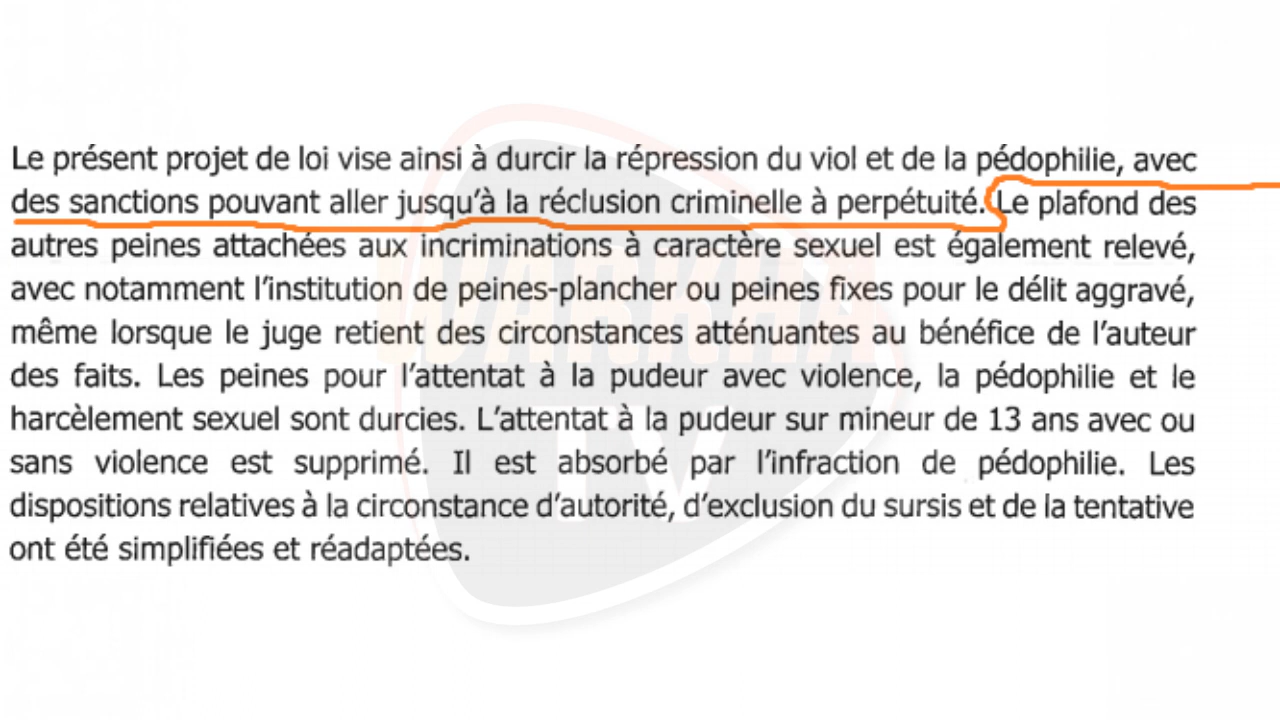 Le présent projet de loi vise ainsi à durcir la répression du viol et de la pédophilie, avec
des sanctions pouvant aller jusqu'à la réclusion criminelle à perpétuité. Le plafond des
autres peines attachées aux incriminations à caractère sexuel est également relevé,
avec notamment l'institution de peines-plancher ou peines fixes pour le délit aggravé,
même lorsque le juge retient des circonstances atténuantes au bénéfice de l'auteur
des faits. Les peines pour l'attentat à la pudeur avec violence, la pédophilie et le
harcèlement sexuel sont durcies. L'attentat à la pudeur sur mineur de 13 ans avec ou
sans violence est supprimé. Il est absorbé par l'infraction de pédophilie. Les
dispositions relatives à la circonstance d'autorité, d'exclusion du sursis et de la tentative
ont été simplifiées et réadaptées.
TV